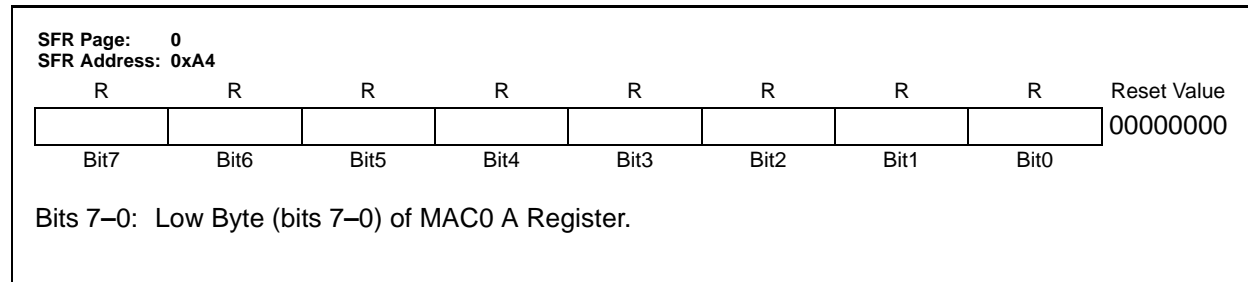 SFR Page: 0
SFR Address: 0xA4
R R R R R R R R Reset Value
00000000
Bit7 Bit6 Bit5 Bit4 Bit3 Bit2 Bit1 Bit0
Bits 7–0: Low Byte (bits 7–0) of MAC0 A Register.